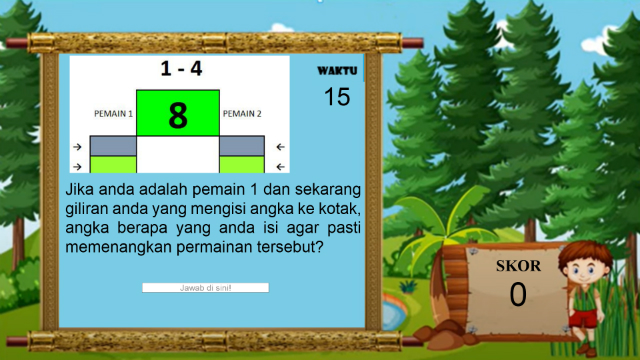 1 - 4
WAKTU
15
PEMAIN 1
8
PEMAIN 2
→ ←
→ ←
Jika anda adalah pemain 1 dan sekarang
giliran anda yang mengisi angka ke kotak,
angka berapa yang anda isi agar pasti
memenangkan permainan tersebut?
Jawab di sini!
SKOR
0